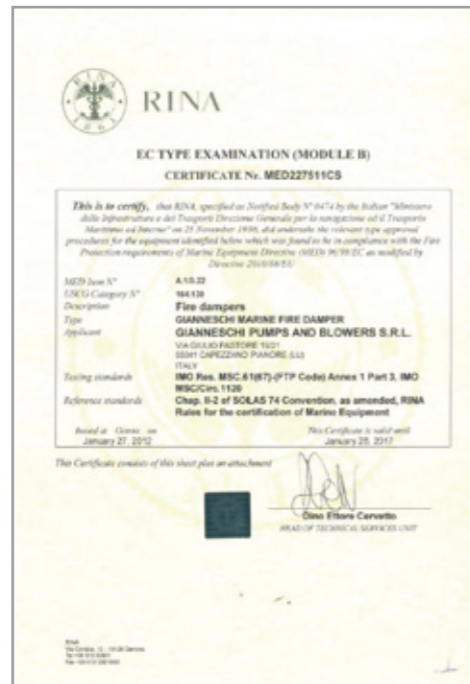 RINA
1861
RINA
EC TYPE EXAMINATION (MODULE B)
CERTIFICATE Nr. MED227511CS
This is to certify, that RINA, specified as Notified Body N° 0474 by the Italian "Ministero
delle Infrastrutture e dei Trasporti Direzione Generale per la navigazione ed il Trasporto
Marittimo ed Interno" on 25 November 1998, did undertake the relevant type approval
procedures for the equipment identified below which was found to be in compliance with the Fire
Protection requirements of Marine Equipment Directive (MED) 96/98/EC as modified by
Directive 2010/68/EU
MED Item N° A.1/3.22
USCG Category N° 164.139
Description Fire dampers
Type GIANNESCHI MARINE FIRE DAMPER
Applicant GIANNESCHI PUMPS AND BLOWERS S.R.L.
VIA GIULIO PASTORE 19/21
55041 CAPEZZANO PIANORE (LU)
ITALY
Testing standards IMO Res. MSC.61(67)-(FTP Code) Annex 1 Part 3, IMO
MSC/Circ. 1120
Reference standards Chap. II-2 of SOLAS 74 Convention, as amended, RINA
Rules for the certification of Marine Equipment
Issued at Genoa on This Certificate is valid until
January 27, 2012 January 25, 2017
This Certificate consists of this sheet plus an attachment
Dino Ettore Cervetto
HEAD OF TECHNICAL SERVICES UNIT
RINA